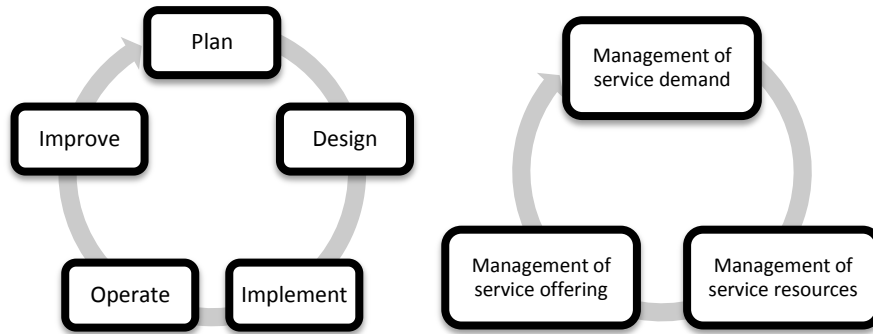 Plan
Improve
Design
Operate
Implement
Management of
service demand
Management of
service offering
Management of
service resources